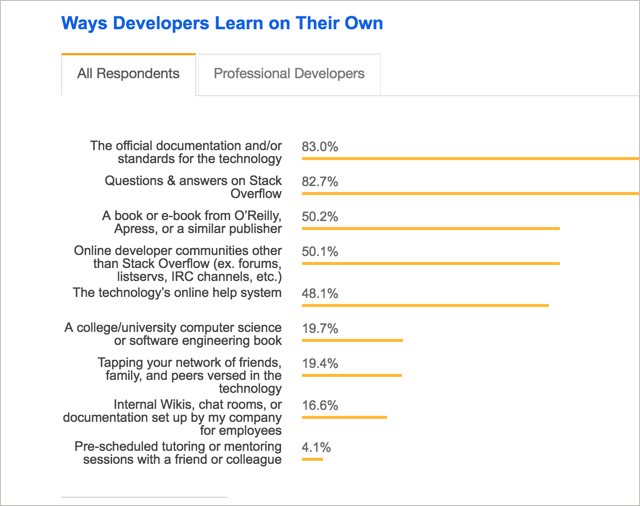 Ways Developers Learn on Their Own
All Respondents
Professional Developers
The official documentation and/or
standards for the technology
83.0%
Questions & answers on Stack
Overflow
82.7%
A book or e-book from O’Reilly,
Apress, or a similar publisher
50.2%
Online developer communities other
than Stack Overflow (ex. forums,
listservs, IRC channels, etc.)
50.1%
The technology’s online help system
48.1%
A college/university computer science
or software engineering book
19.7%
Tapping your network of friends,
family, and peers versed in the
technology
19.4%
Internal Wikis, chat rooms, or
documentation set up by my company
for employees
16.6%
Pre-scheduled tutoring or mentoring
sessions with a friend or colleague
4.1%